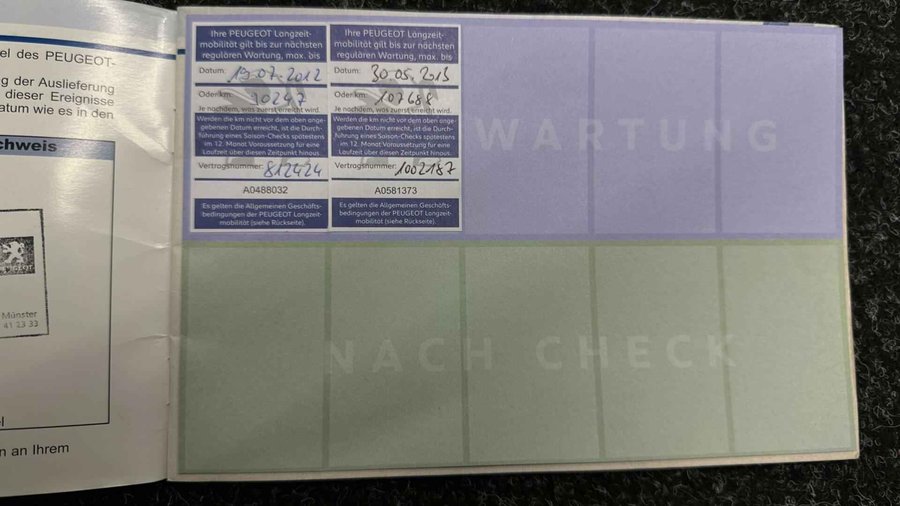 el des PEUGEOT-
ng der Auslieferung
dieser Ereignisse
atum wie es in den
chweis
PEUGEOT
Münster
41 23 33
el
n an Ihrem
Ihre PEUGEOT Langzeit-
mobilität gilt bis zur nächsten
regulären Wartung, max. bis
Datum: 19.07.2012
Oder km: 90247
Je nachdem, was zuerst erreicht wird.
Werden die km nicht vor dem oben ange-
gebenen Datum erreicht, ist die Durch-
führung eines Saison-Checks spätestens
im 12. Monat Voraussetzung für eine
Laufzeit über diesen Zeitpunkt hinaus.
Vertragsnummer: 812424
A0488032
Es gelten die Allgemeinen Geschäfts-
bedingungen der PEUGEOT Langzeit-
mobilität (siehe Rückseite).
Ihre PEUGEOT Langzeit-
mobilität gilt bis zur nächsten
regulären Wartung, max. bis
Datum: 30.05.2013
Oder km: 107688
Je nachdem, was zuerst erreicht wird.
Werden die km nicht vor dem oben ange-
gebenen Datum erreicht, ist die Durch-
führung eines Saison-Checks spätestens
im 12. Monat Voraussetzung für eine
Laufzeit über diesen Zeitpunkt hinaus.
Vertragsnummer: 1002187
A0581373
Es gelten die Allgemeinen Geschäfts-
bedingungen der PEUGEOT Langzeit-
mobilität (siehe Rückseite).
WARTUNG
NACH CHECK